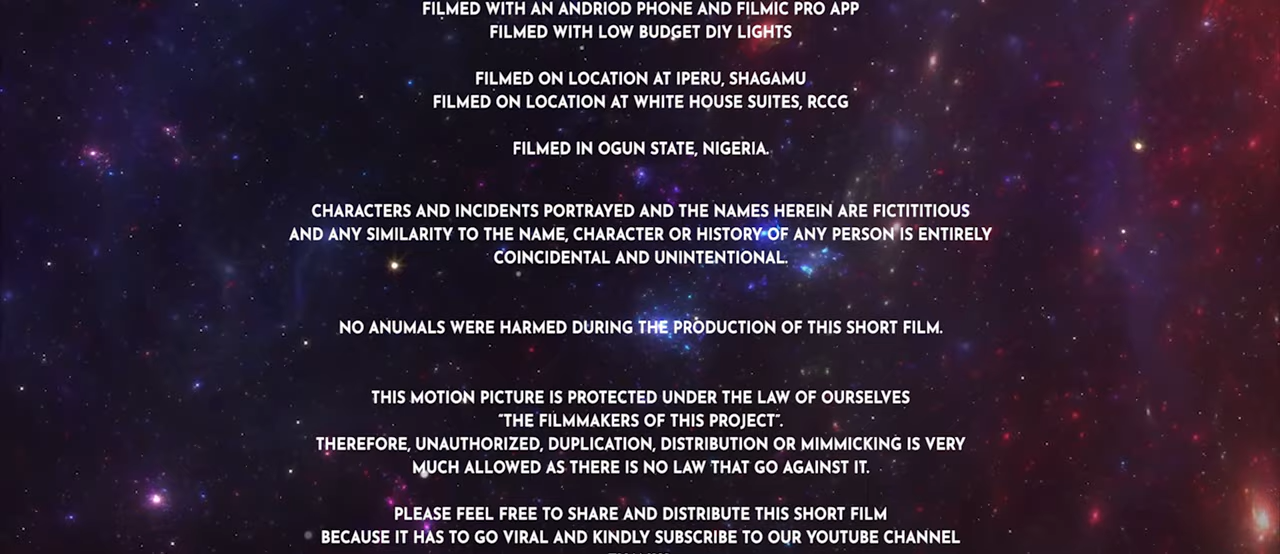 FILMED WITH AN ANDRIOD PHONE AND FILMIC PRO APP
FILMED WITH LOW BUDGET DIY LIGHTS
FILMED ON LOCATION AT IPERU, SHAGAMU
FILMED ON LOCATION AT WHITE HOUSE SUITES, RCCG
FILMED IN OGUN STATE, NIGERIA.
CHARACTERS AND INCIDENTS PORTRAYED AND THE NAMES HEREIN ARE FICTITITIOUS
AND ANY SIMILARITY TO THE NAME, CHARACTER OR HISTORY OF ANY PERSON IS ENTIRELY
COINCIDENTAL AND UNINTENTIONAL.
NO ANUMALS WERE HARMED DURING THE PRODUCTION OF THIS SHORT FILM.
THIS MOTION PICTURE IS PROTECTED UNDER THE LAW OF OURSELVES
"THE FILMMAKERS OF THIS PROJECT".
THEREFORE, UNAUTHORIZED, DUPLICATION, DISTRIBUTION OR MIMMICKING IS VERY
MUCH ALLOWED AS THERE IS NO LAW THAT GO AGAINST IT.
PLEASE FEEL FREE TO SHARE AND DISTRIBUTE THIS SHORT FILM
BECAUSE IT HAS TO GO VIRAL AND KINDLY SUBSCRIBE TO OUR YOUTUBE CHANNEL